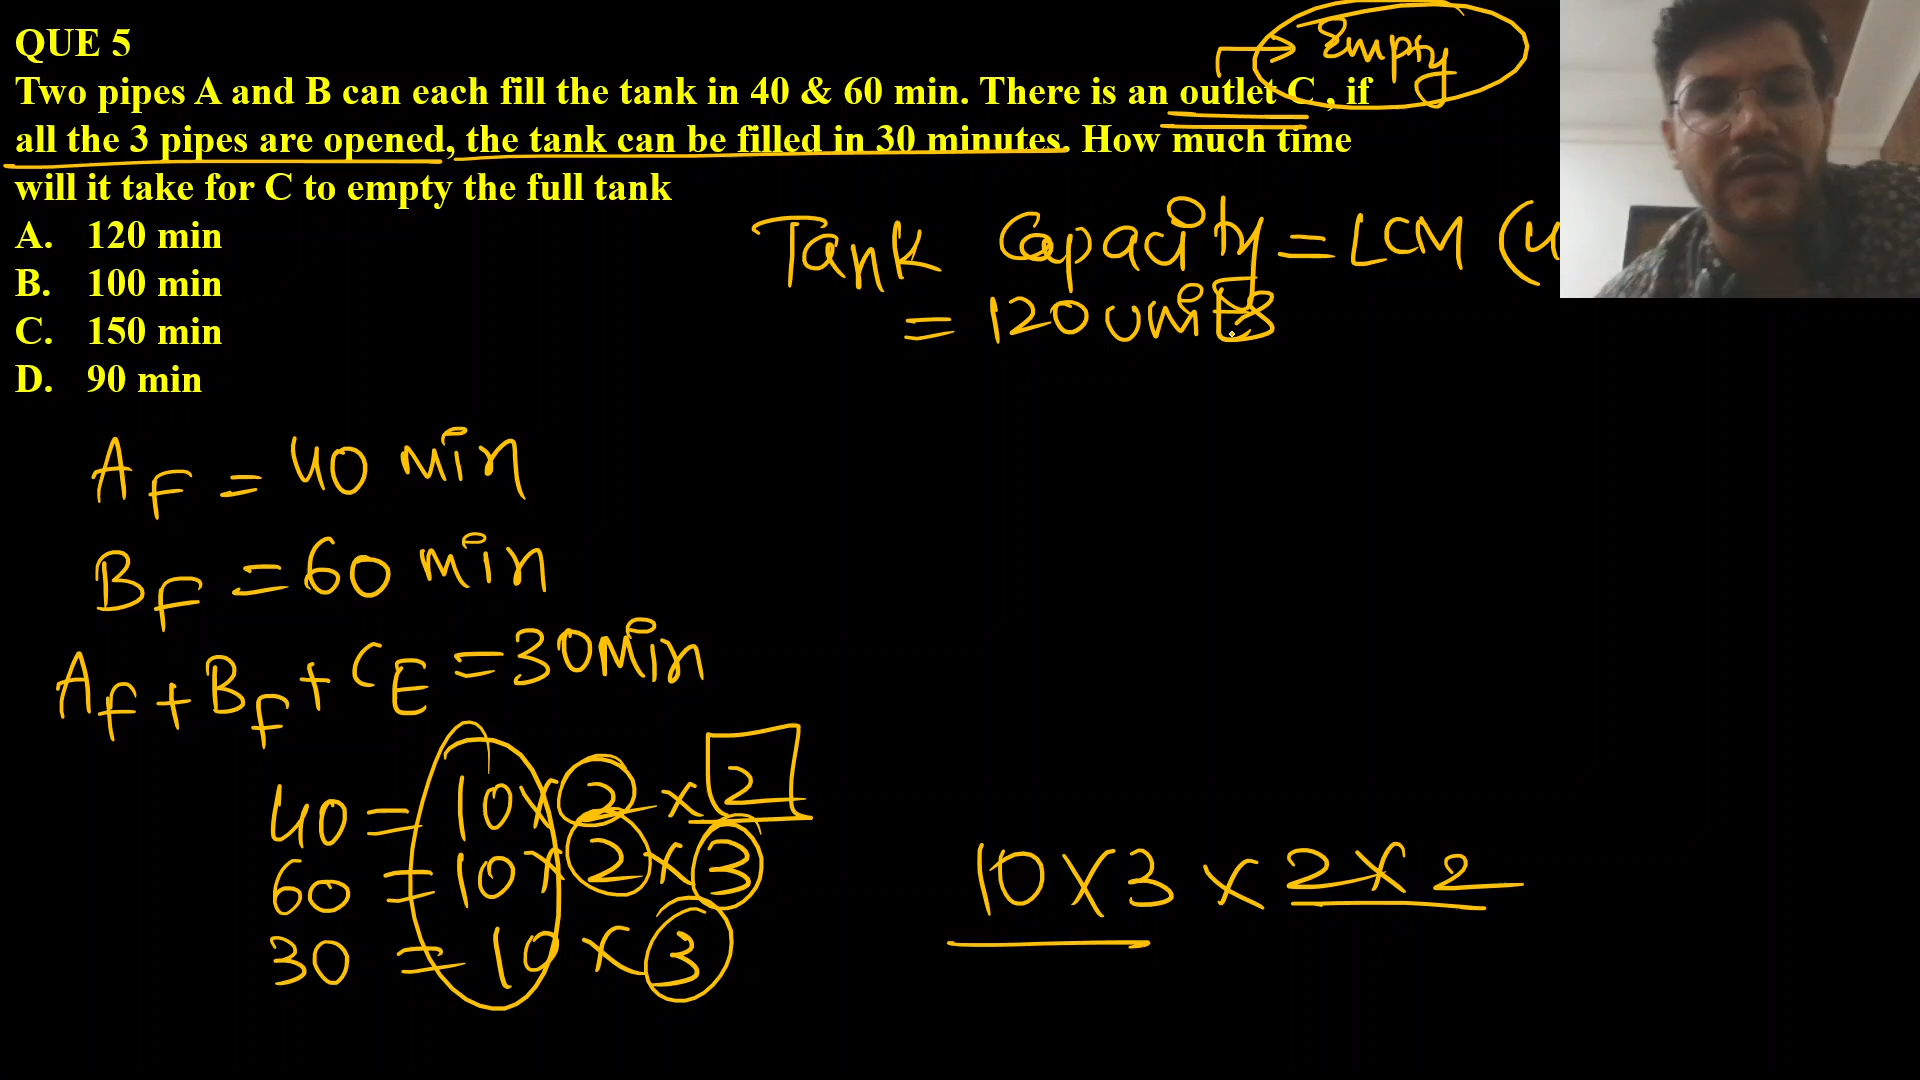 QUE 5
Empty
Two pipes A and B can each fill the tank in 40 & 60 min. There is an outlet C , if
all the 3 pipes are opened, the tank can be filled in 30 minutes. How much time
will it take for C to empty the full tank
A. 120 min
B. 100 min
C. 150 min
D. 90 min
Tank Capacity = LCM (4
= 120 units
AF = 40 min
BF = 60 min
AF + BF + CE = 30 Min
40 = 10 × 2 × 2
60 = 10 × 2 × 3
30 = 10 × 3
10 × 3 × 2 × 2